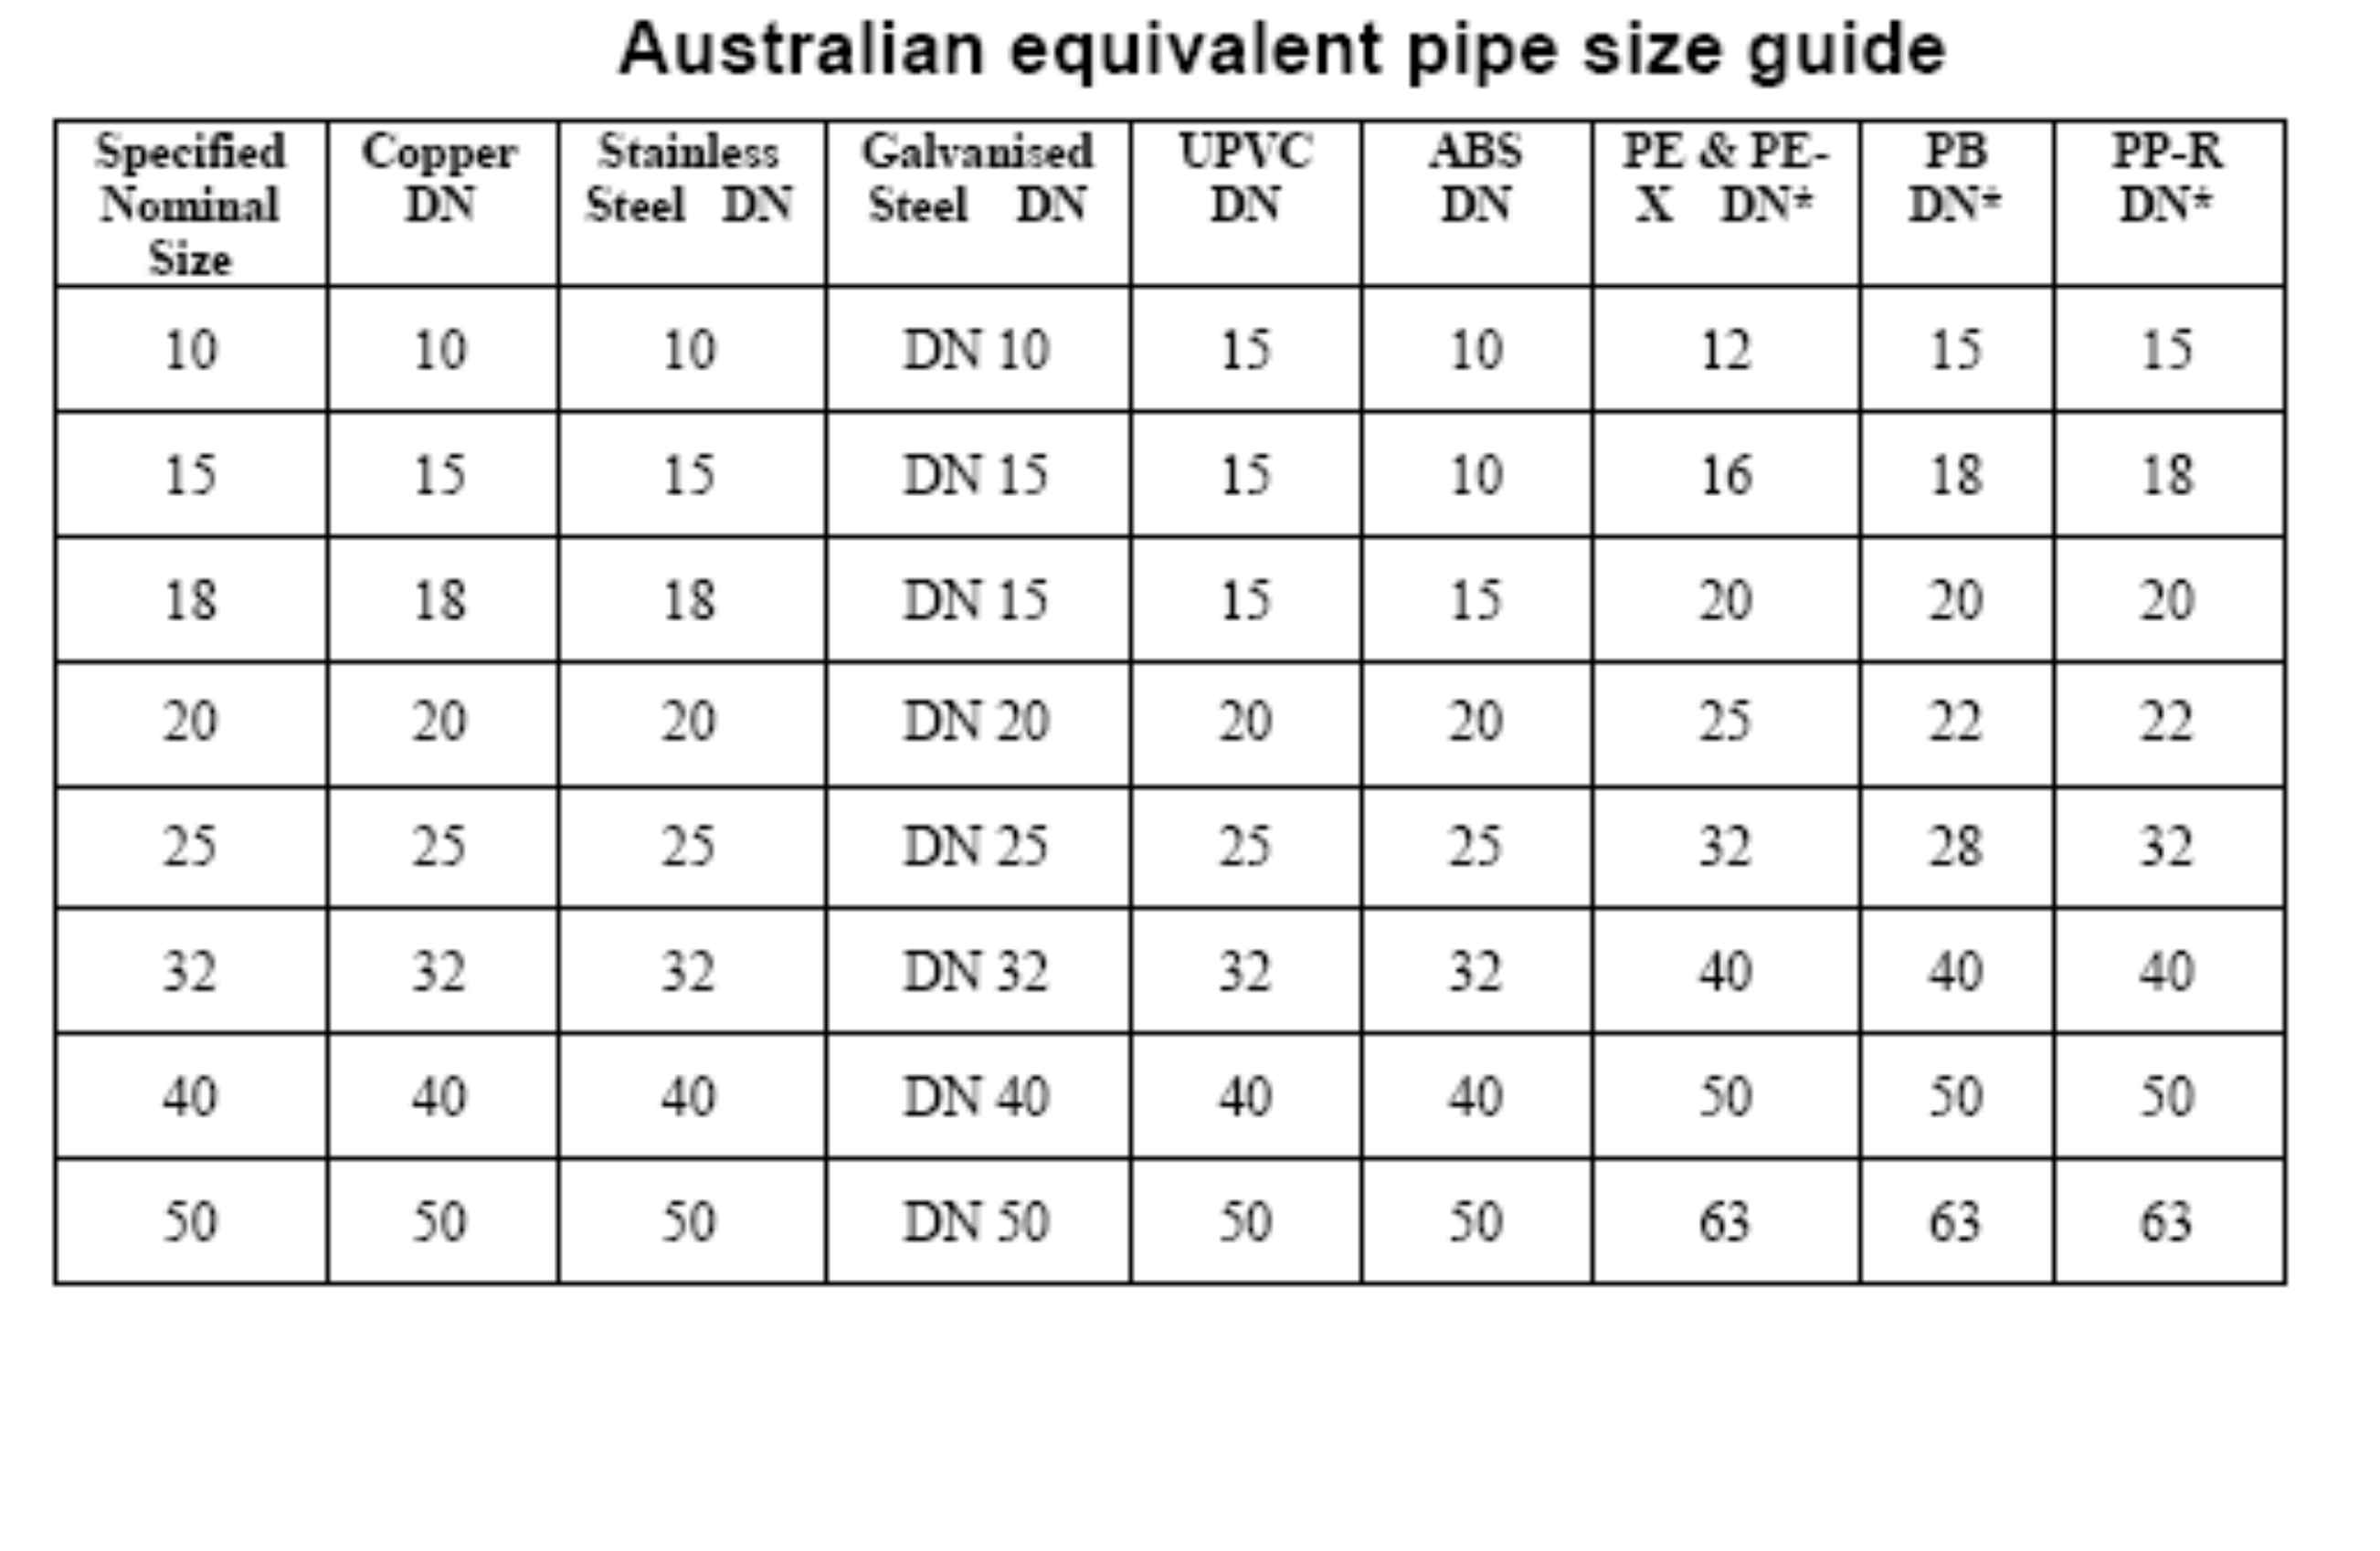 Australian equivalent pipe size guide
Specified Nominal Size Copper DN Stainless Steel DN Galvanised Steel DN UPVC DN ABS DN PE & PE-X DN* PB DN* PP-R DN*
10 10 10 DN 10 15 10 12 15 15
15 15 15 DN 15 15 10 16 18 18
18 18 18 DN 15 15 15 20 20 20
20 20 20 DN 20 20 20 25 22 22
25 25 25 DN 25 25 25 32 28 32
32 32 32 DN 32 32 32 40 40 40
40 40 40 DN 40 40 40 50 50 50
50 50 50 DN 50 50 50 63 63 63